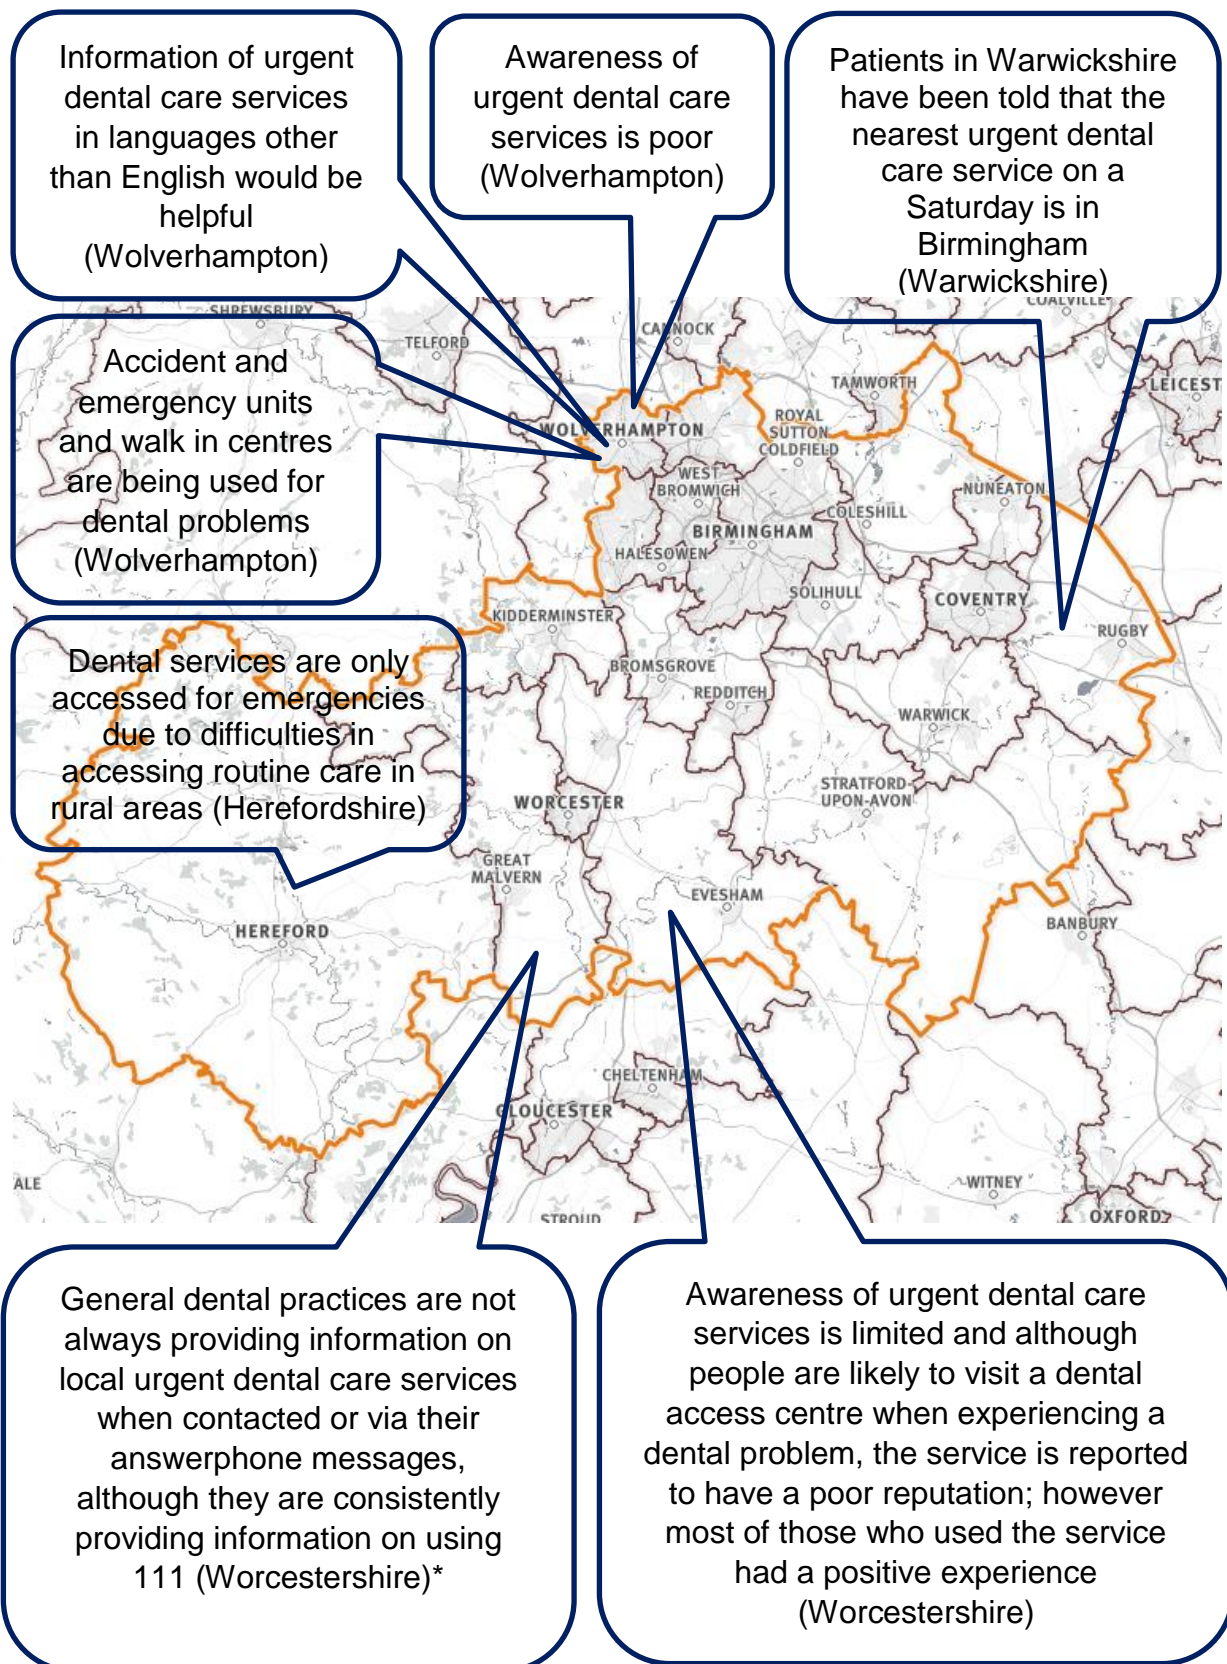 Information of urgent
dental care services
in languages other
than English would be
helpful
(Wolverhampton)
Awareness of
urgent dental care
services is poor
(Wolverhampton)
Patients in Warwickshire
have been told that the
nearest urgent dental
care service on a
Saturday is in
Birmingham
(Warwickshire)
SHREWSBURY
TELFORD
CANNOCK
COALVILLE
TAMWORTH
LEICEST
Accident and
emergency units
and walk in centres
are being used for
dental problems
(Wolverhampton)
WOLVERHAMPTON
ROYAL
SUTTON
COLDFIELD
WEST
BROMWICH
NUNEATON
COLESHILL
BIRMINGHAM
HALESOWEN
SOLIHULL
COVENTRY
KIDDERMINSTER
RUGBY
BROMSGROVE
REDDITCH
WARWICK
Dental services are only
accessed for emergencies
due to difficulties in
accessing routine care in
rural areas (Herefordshire)
STRATFORD-
UPON-AVON
WORCESTER
GREAT
MALVERN
EVESHAM
HEREFORD
BANBURY
CHELTENHAM
GLOUCESTER
ALE
WITNEY
STROUD
OXFORD
General dental practices are not
always providing information on
local urgent dental care services
when contacted or via their
answerphone messages,
although they are consistently
providing information on using
111 (Worcestershire)*
Awareness of urgent dental care
services is limited and although
people are likely to visit a dental
access centre when experiencing a
dental problem, the service is reported
to have a poor reputation; however
most of those who used the service
had a positive experience
(Worcestershire)